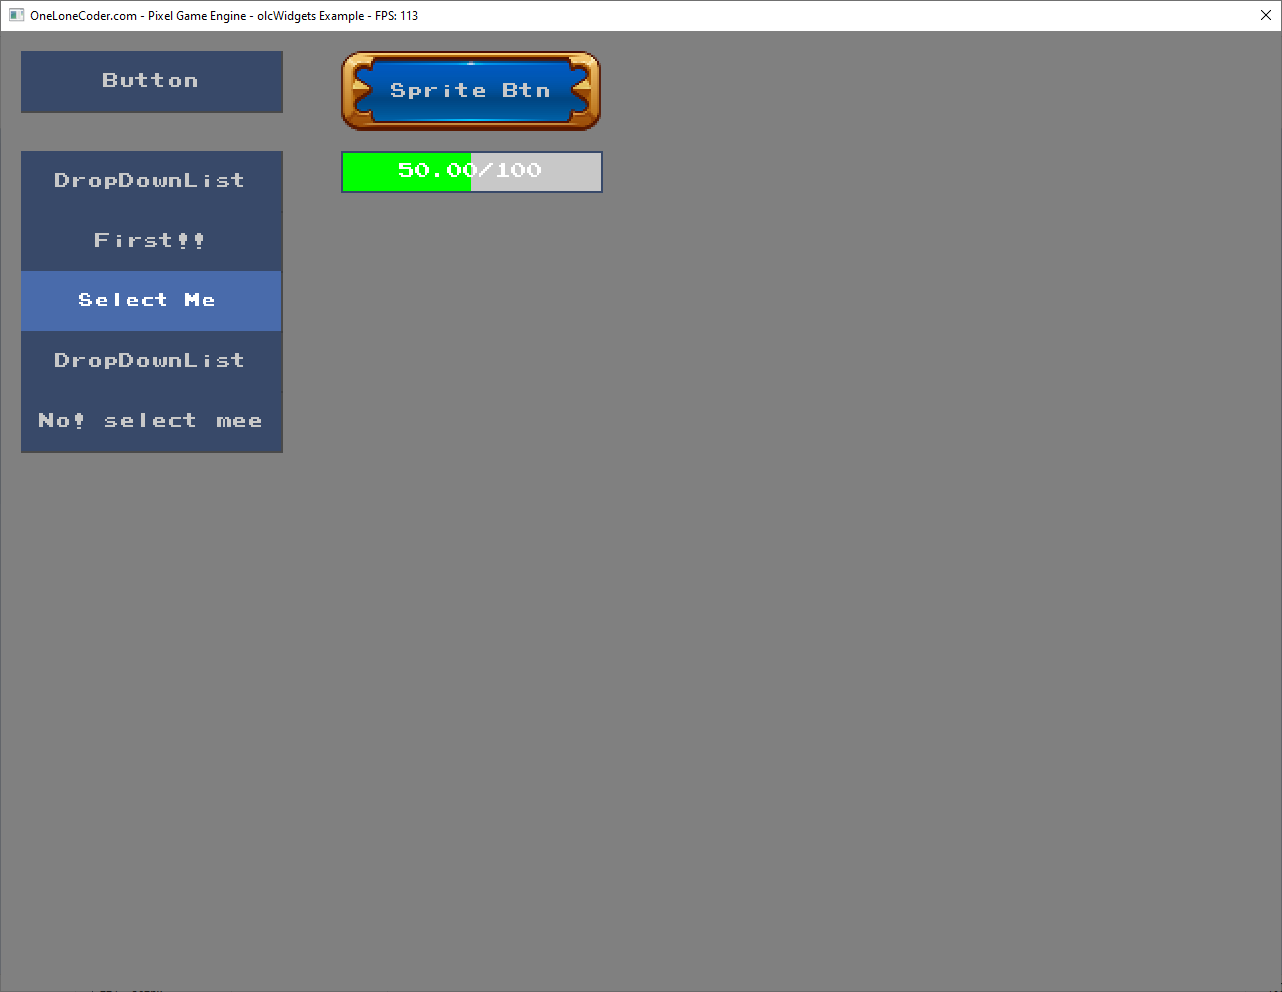 OneLoneCoder.com - Pixel Game Engine - olcWidgets Example - FPS: 113
Button
Sprite Btn
DropDownList
50.00/100
First!!
Select Me
DropDownList
No! select mee